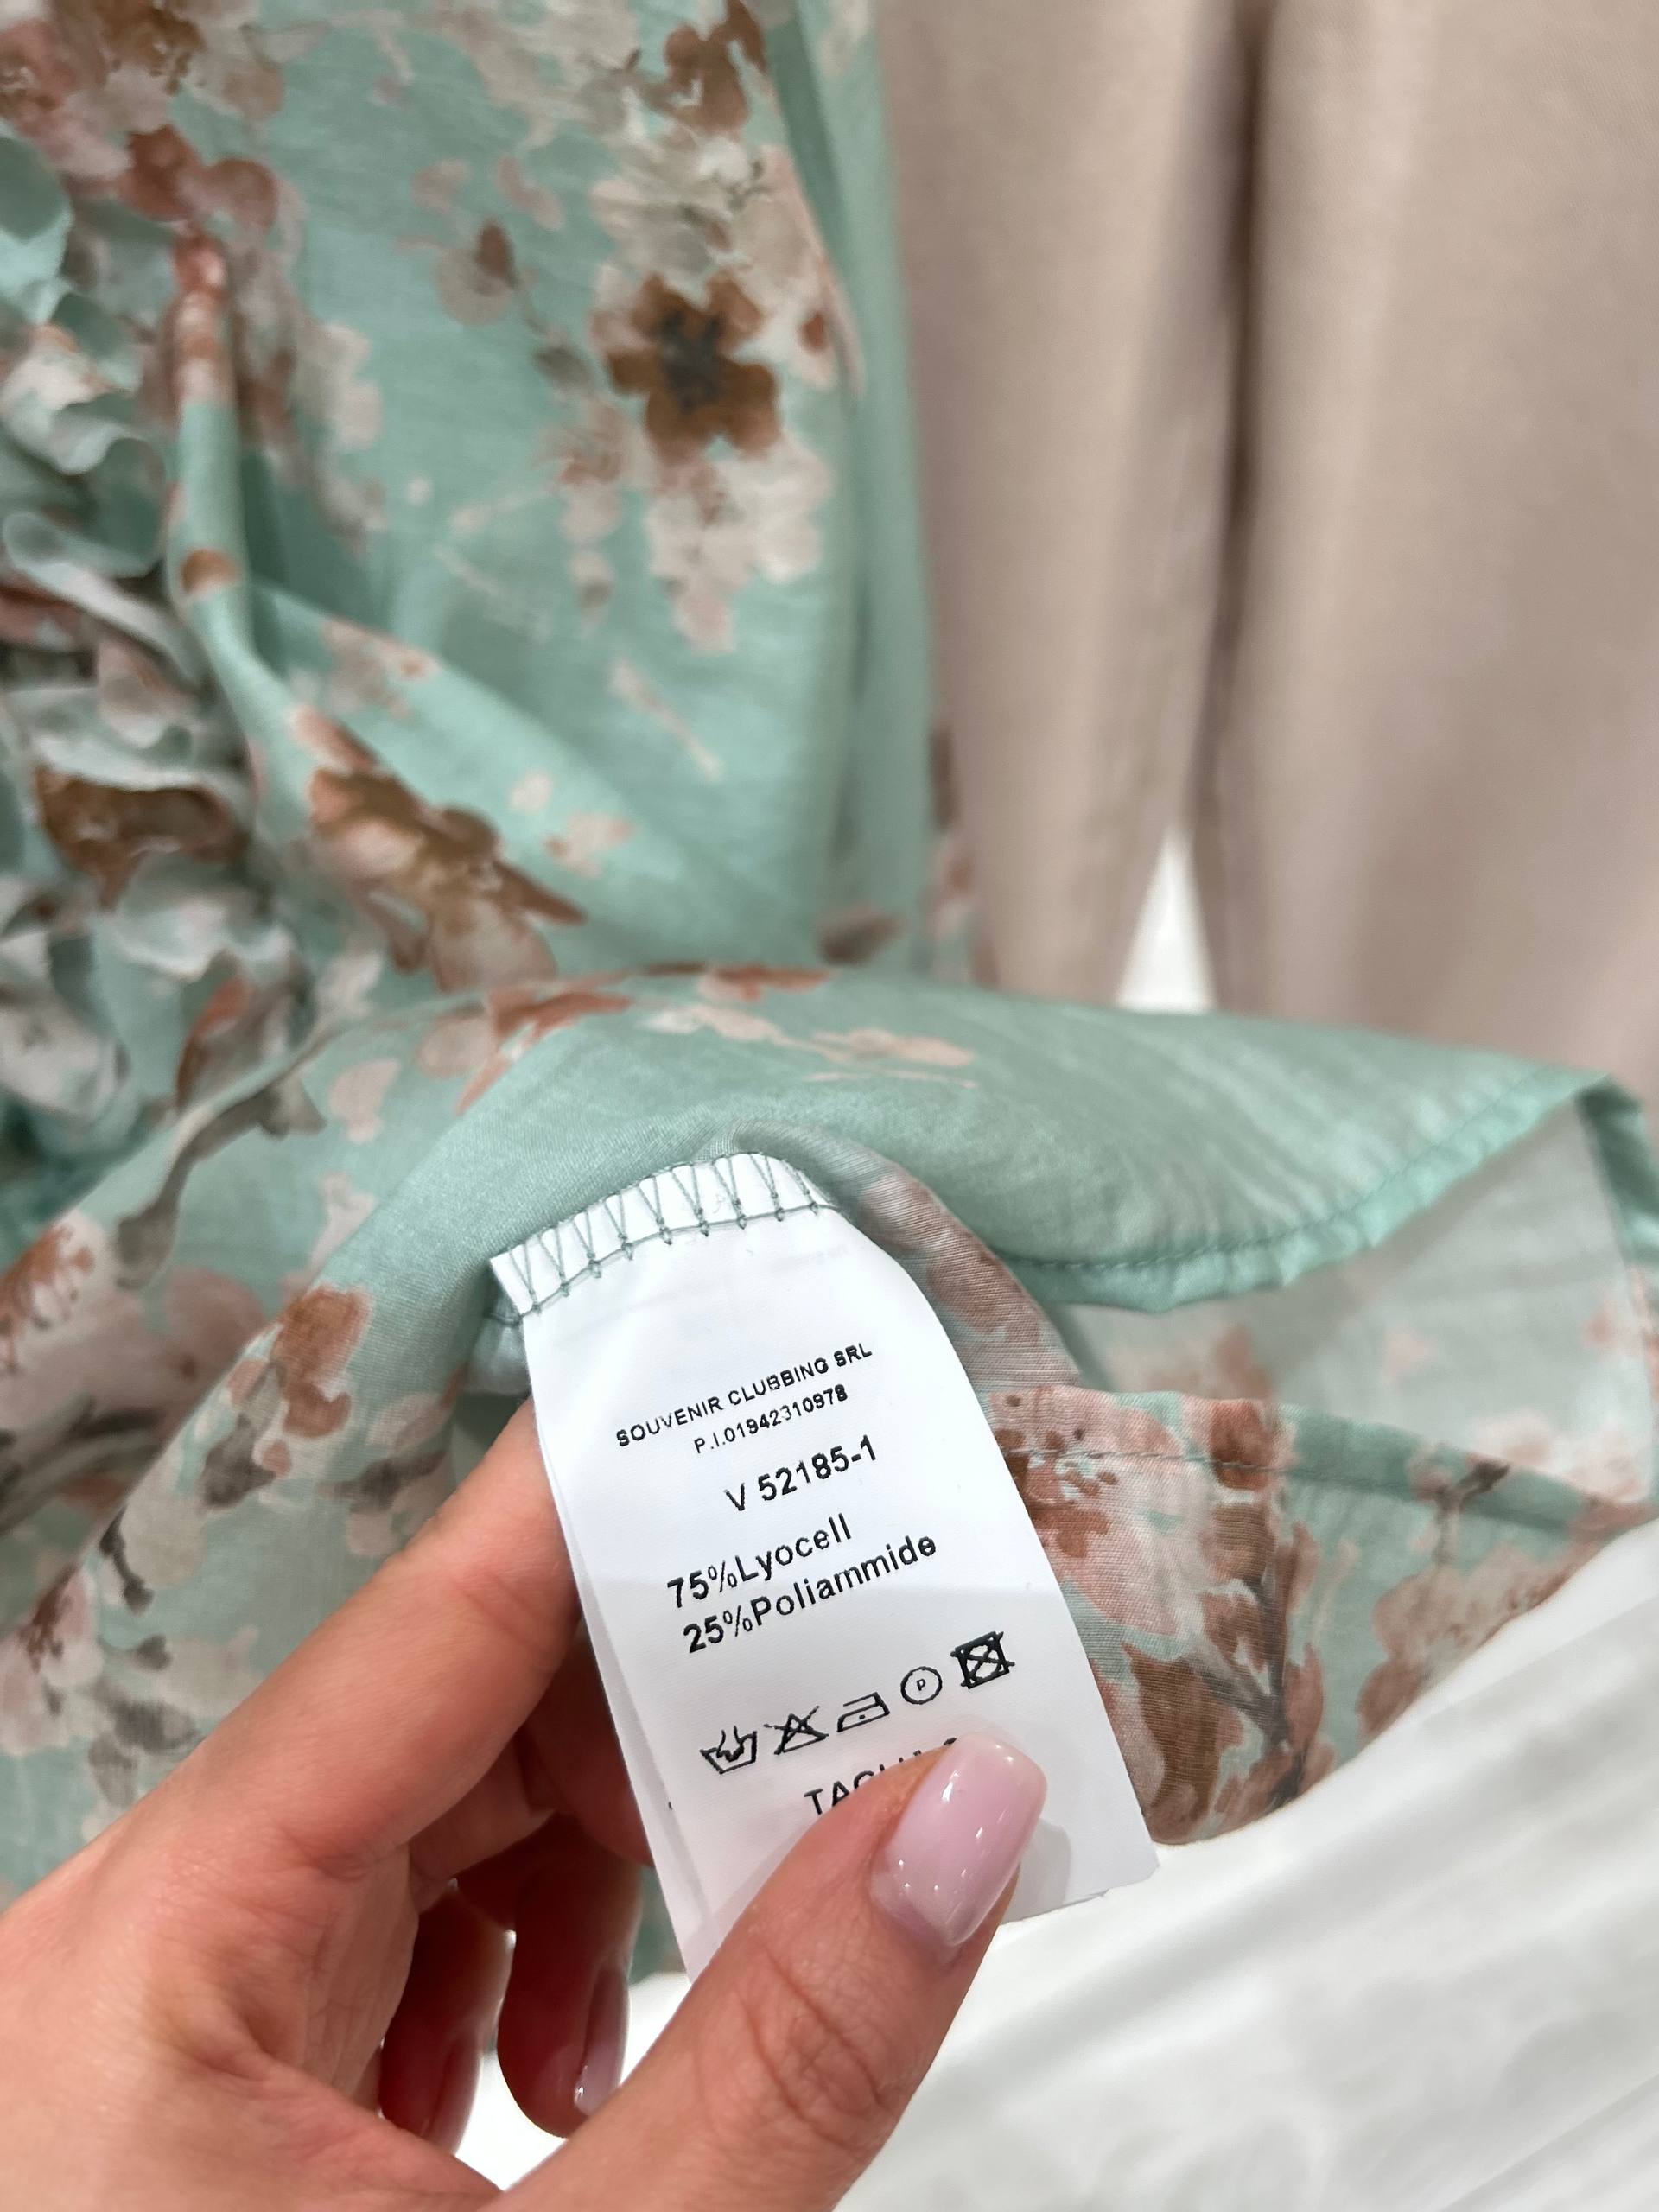 SOUVENIR CLUBBING SRL
P.I.01942310978
V 52185-1
75%Lyocell
25%Poliammide
P